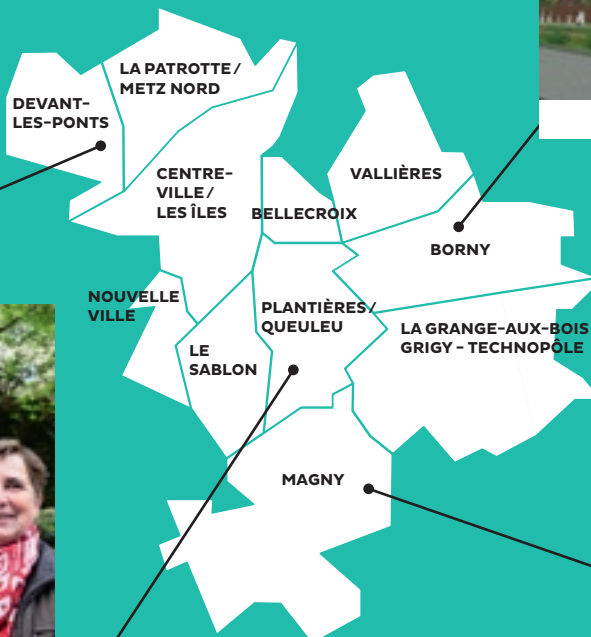 LA PATROTTE/
METZ NORD
DEVANT-
LES-PONTS
CENTRE-
VILLE/
LES ÎLES
VALLIÈRES
BELLECROIX
BORNY
NOUVELLE
VILLE
PLANTIÈRES/
QUEULEU
LA GRANGE-AUX-BOIS
GRIGY - TECHNOPÔLE
LE
SABLON
MAGNY